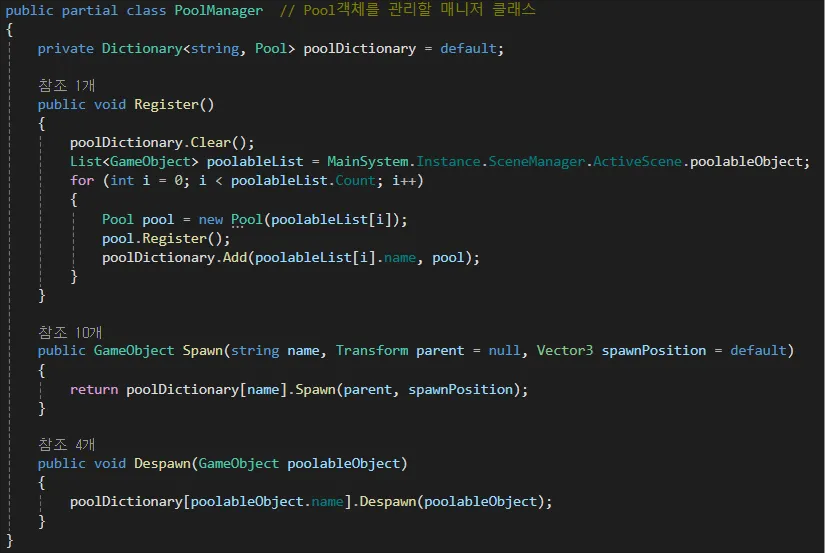 public partial class PoolManager  // Pool객체를 관리할 매니저 클래스
{
    private Dictionary<string, Pool> poolDictionary = default;
    참조 1개
    public void Register()
    {
        poolDictionary.Clear();
        List<GameObject> poolableList = MainSystem.Instance.SceneManager.ActiveScene.poolableObject;
        for (int i = 0; i < poolableList.Count; i++)
        {
            Pool pool = new Pool(poolableList[i]);
            pool.Register();
            poolDictionary.Add(poolableList[i].name, pool);
        }
    }
    참조 10개
    public GameObject Spawn(string name, Transform parent = null, Vector3 spawnPosition = default)
    {
        return poolDictionary[name].Spawn(parent, spawnPosition);
    }
    참조 4개
    public void Despawn(GameObject poolableObject)
    {
        poolDictionary[poolableObject.name].Despawn(poolableObject);
    }
}